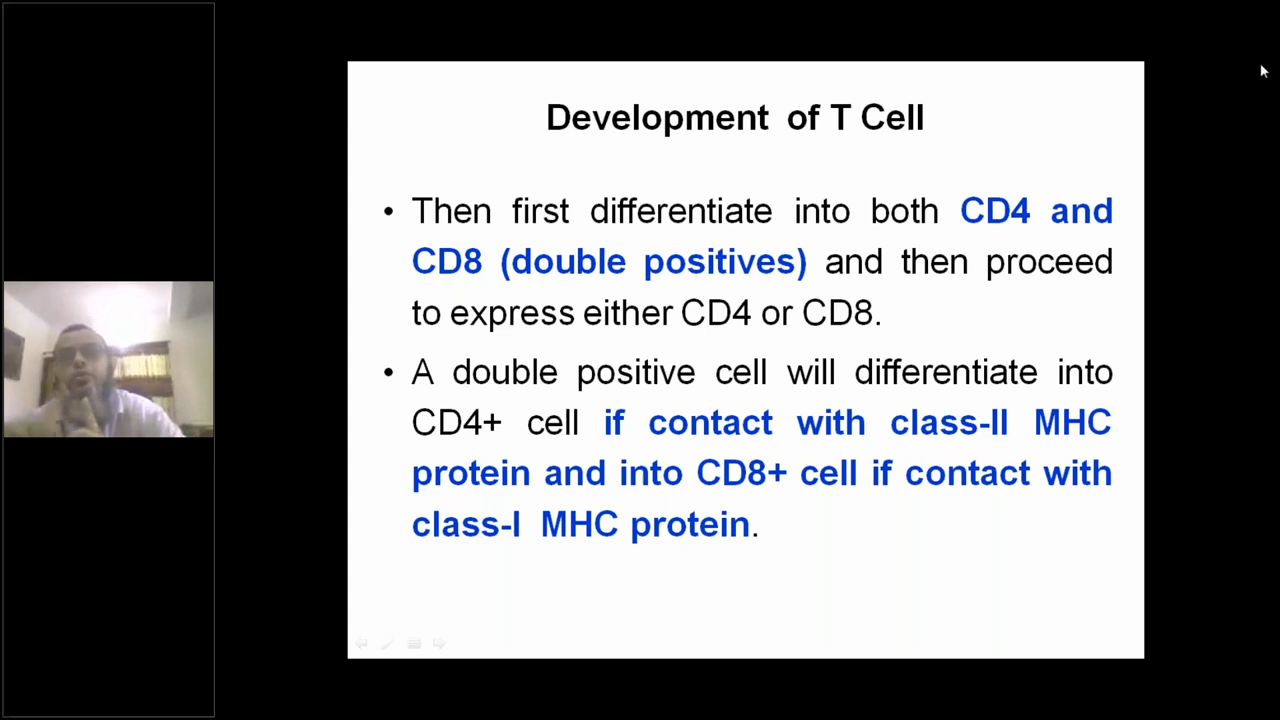 Development of T Cell
• Then first differentiate into both CD4 and
CD8 (double positives) and then proceed
to express either CD4 or CD8.
• A double positive cell will differentiate into
CD4+ cell if contact with class-II MHC
protein and into CD8+ cell if contact with
class-I MHC protein.